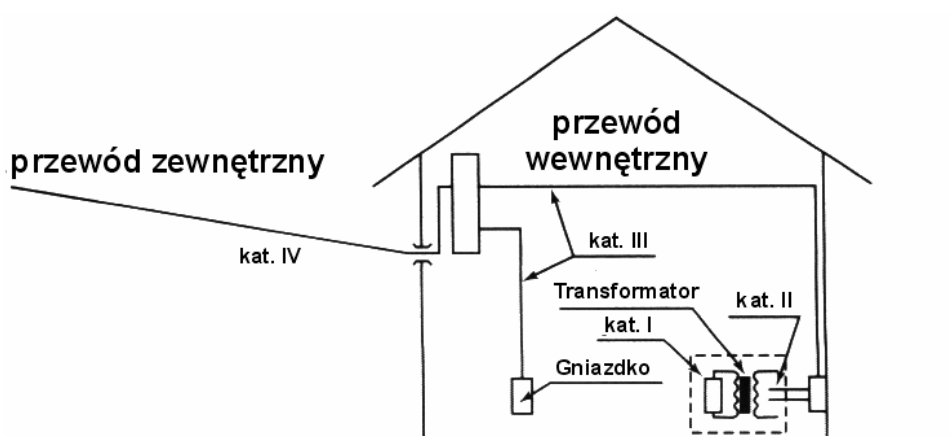 przewód
wewnętrzny
przewód zewnętrzny
kat. IV
kat. III
Transformator
kat. II
kat. I
Gniazdko